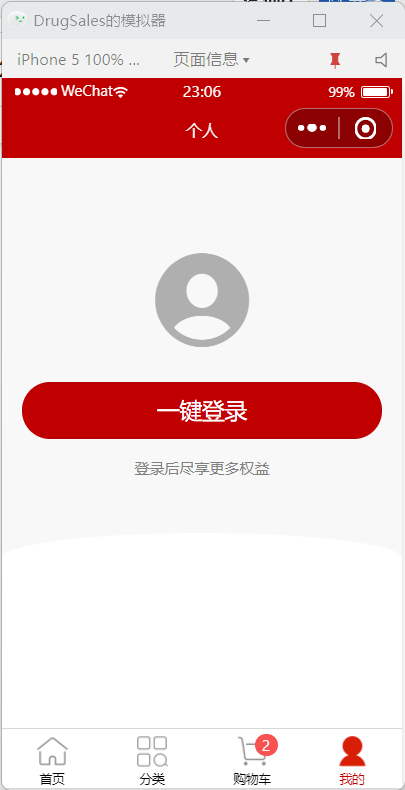 DrugSales的模拟器
iPhone 5 100% ... 页面信息
WeChat 23:06 99%
个人
一键登录
登录后尽享更多权益
2
首页 分类 购物车 我的